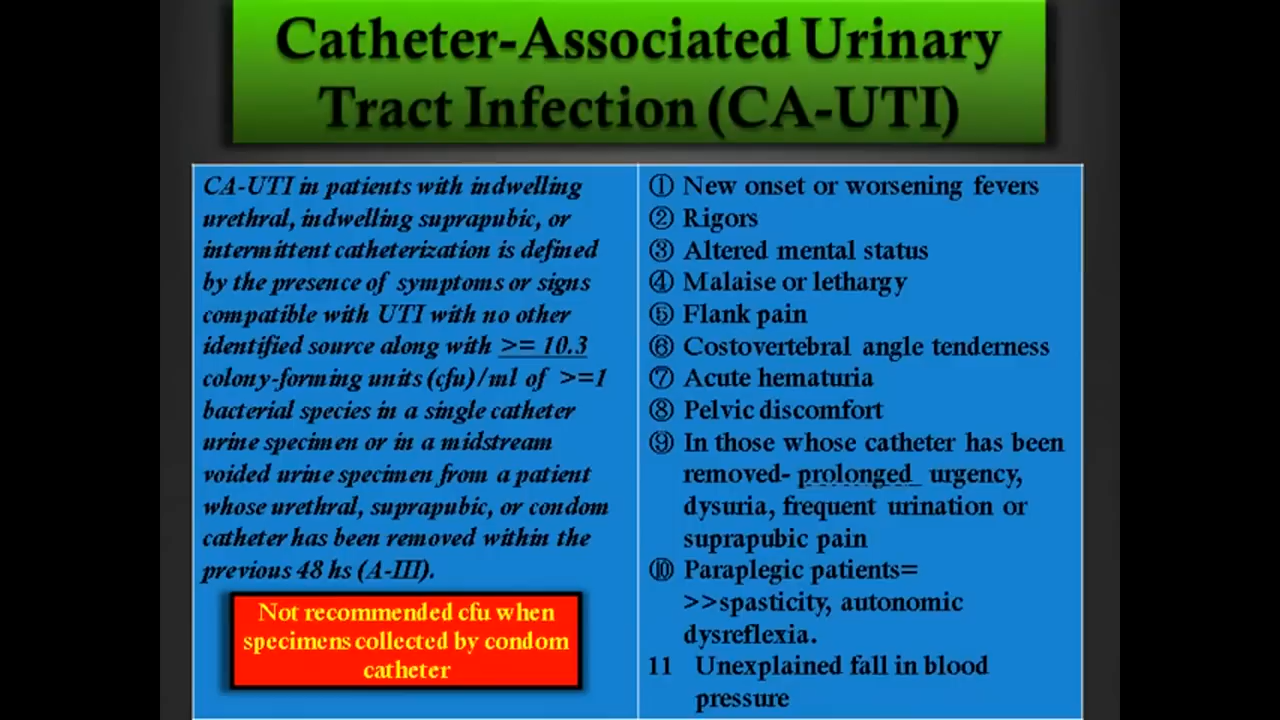 Catheter-Associated Urinary
Tract Infection (CA-UTI)
CA-UTI in patients with indwelling
urethral, indwelling suprapubic, or
intermittent catheterization is defined
by the presence of symptoms or signs
compatible with UTI with no other
identified source along with >= 10.3
colony-forming units (cfu)/ml of >=1
bacterial species in a single catheter
urine specimen or in a midstream
voided urine specimen from a patient
whose urethral, suprapubic, or condom
catheter has been removed within the
previous 48 hs (A-III).
Not recommended cfu when
specimens collected by condom
catheter
① New onset or worsening fevers
② Rigors
③ Altered mental status
④ Malaise or lethargy
⑤ Flank pain
⑥ Costovertebral angle tenderness
⑦ Acute hematuria
⑧ Pelvic discomfort
⑨ In those whose catheter has been
removed- prolonged urgency,
dysuria, frequent urination or
suprapubic pain
⑩ Paraplegic patients=
>>spasticity, autonomic
dysreflexia.
11 Unexplained fall in blood
pressure